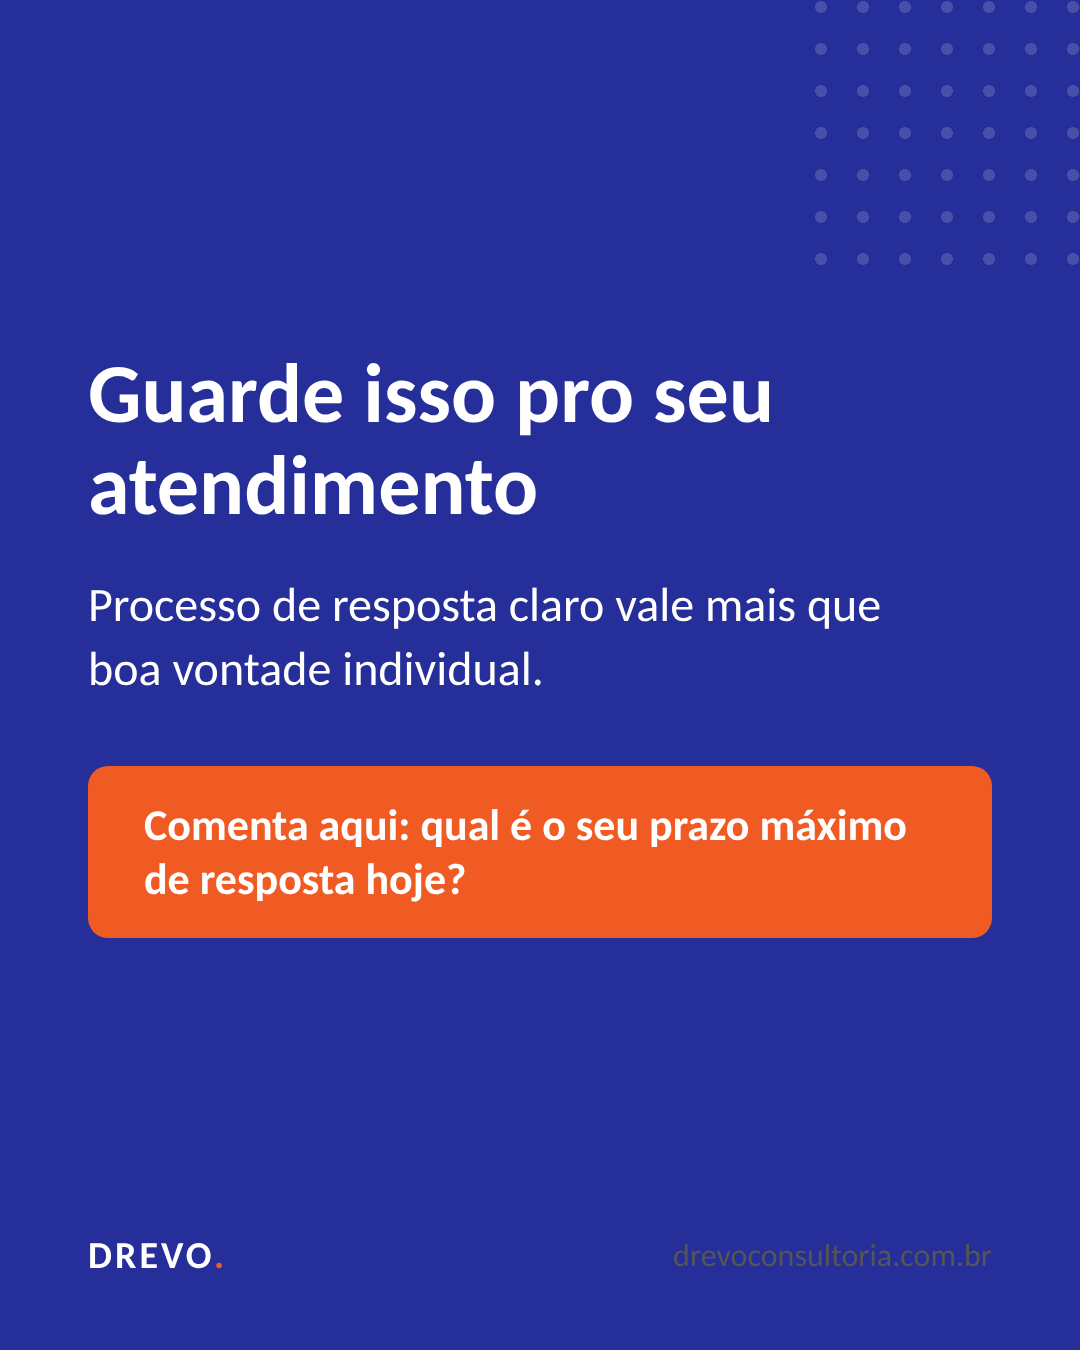 Guarde isso pro seu
atendimento
Processo de resposta claro vale mais que
boa vontade individual.
Comenta aqui: qual é o seu prazo máximo
de resposta hoje?
DREVO.
drevoconsultoria.com.br